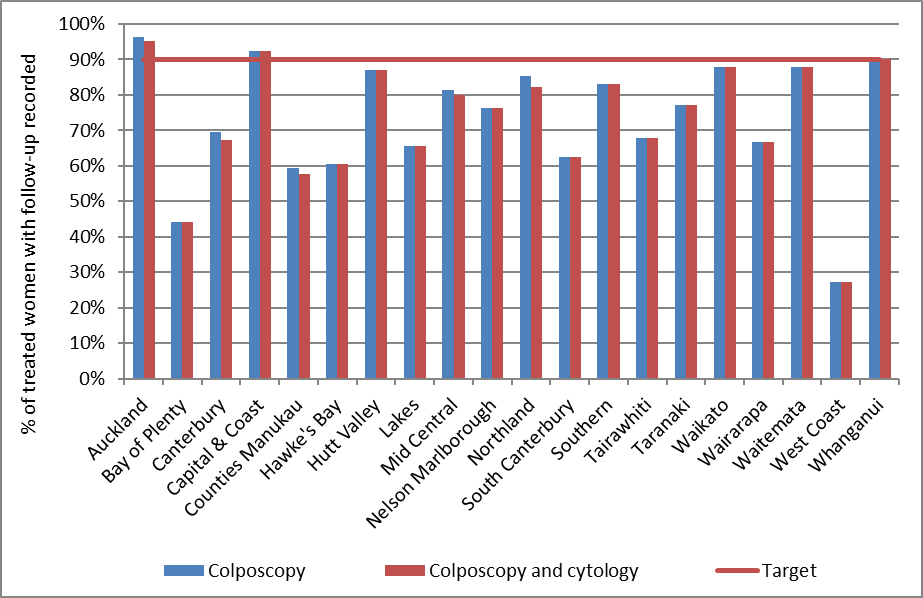 % of treated women with follow-up recorded
100%
90%
80%
70%
60%
50%
40%
30%
20%
10%
0%
Auckland
Bay of Plenty
Canterbury
Capital & Coast
Counties Manukau
Hawke's Bay
Hutt Valley
Lakes
Mid Central
Nelson Marlborough
Northland
South Canterbury
Southern
Tairawhiti
Taranaki
Waikato
Wairarapa
Waitemata
West Coast
Whanganui
Colposcopy
Colposcopy and cytology
Target